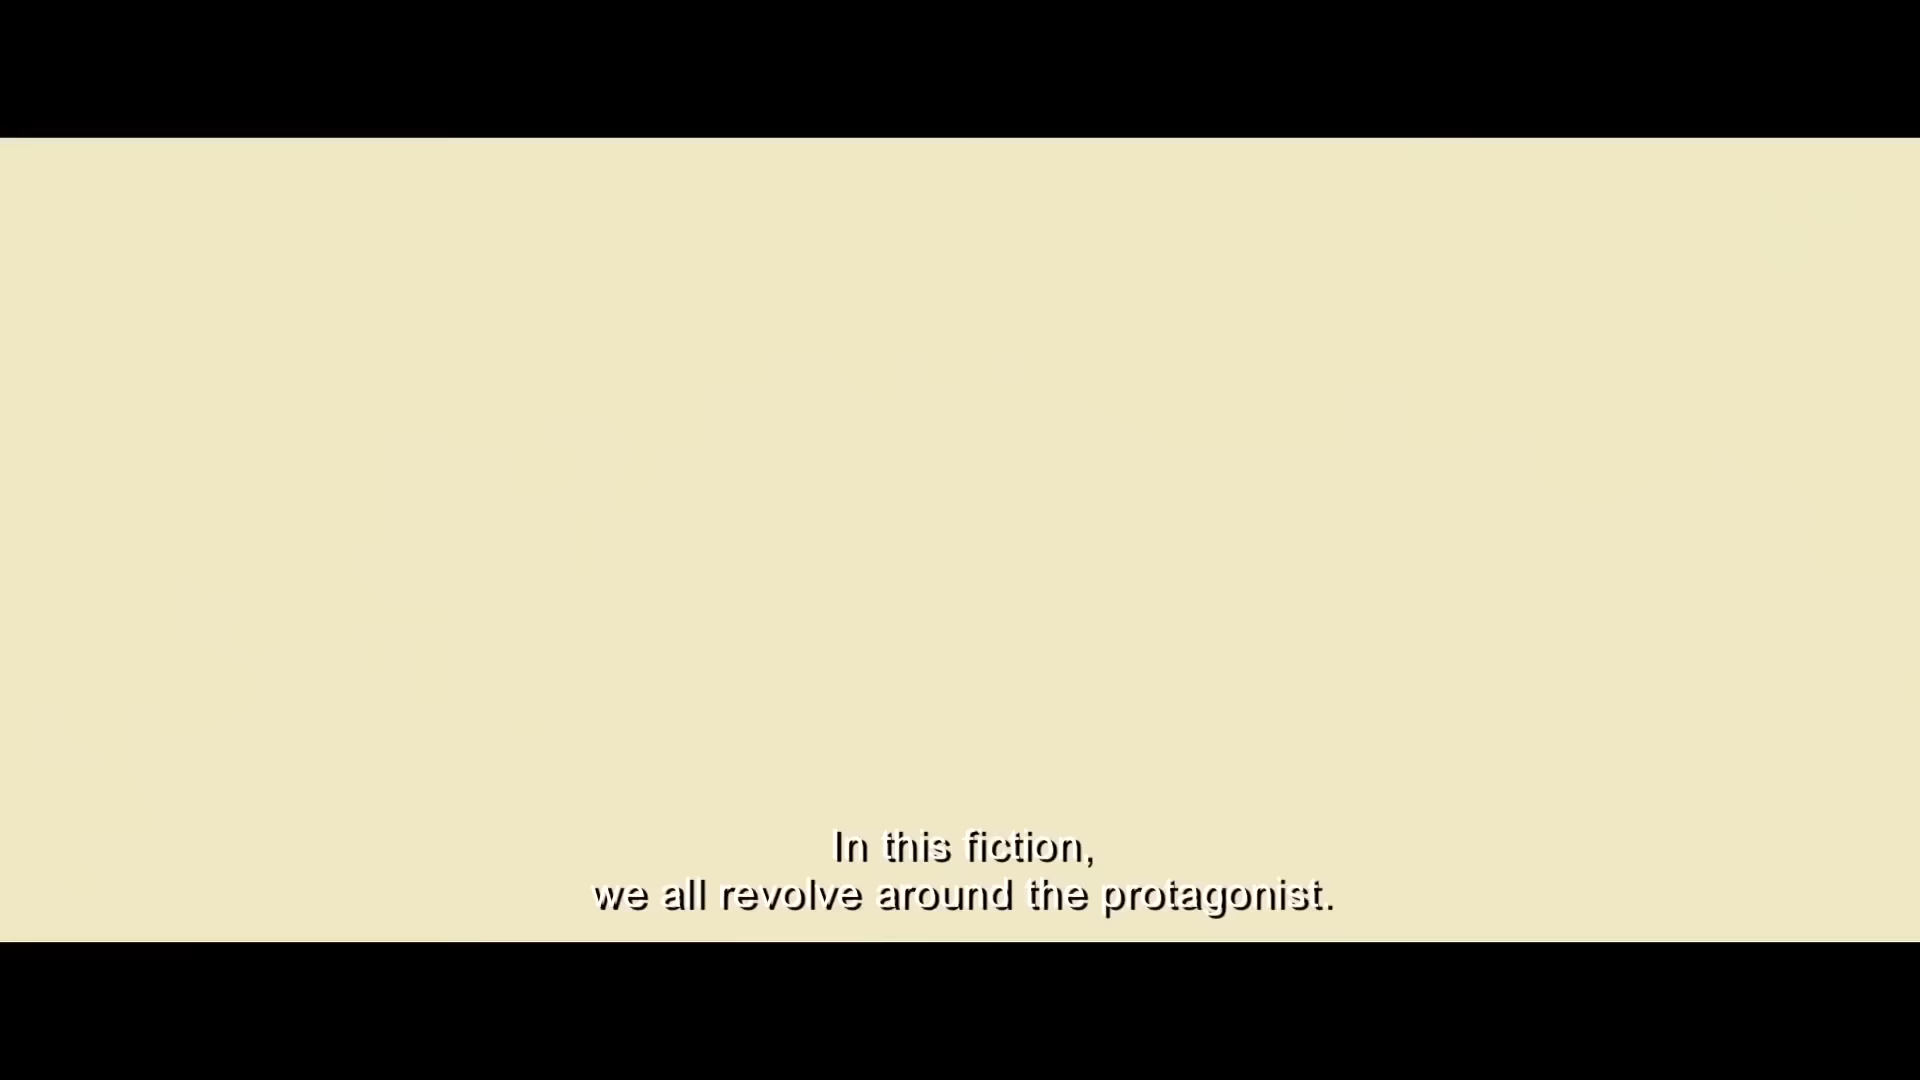 In this fiction,
we all revolve around the protagonist.